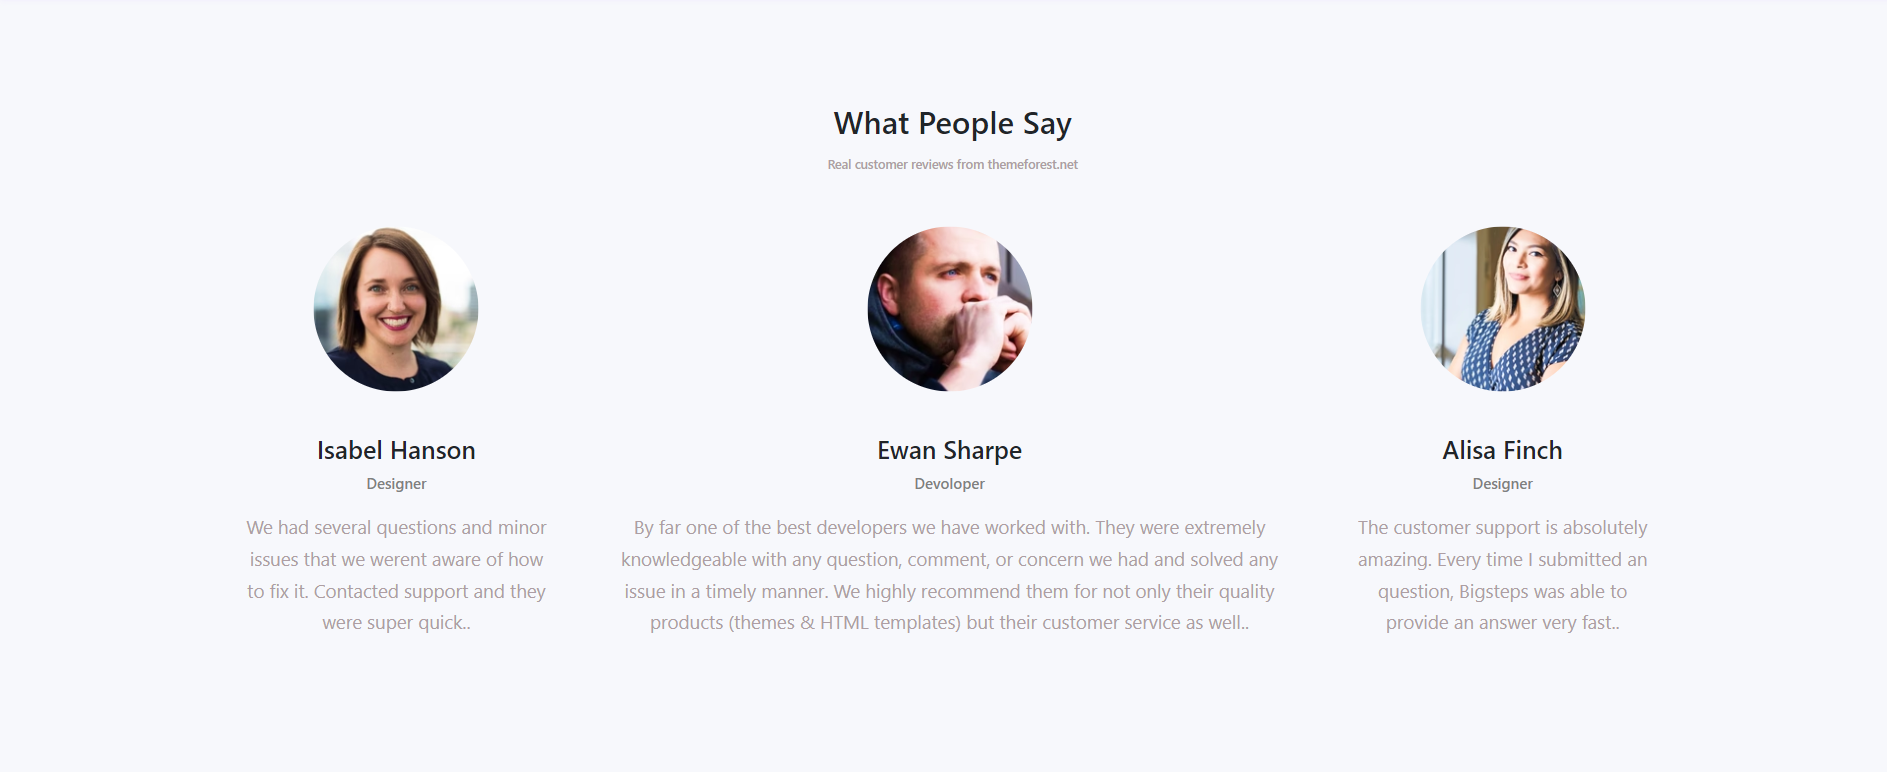 What People Say
Real customer reviews from themeforest.net
Isabel Hanson
Designer
We had several questions and minor
issues that we werent aware of how
to fix it. Contacted support and they
were super quick..
Ewan Sharpe
Devoloper
By far one of the best developers we have worked with. They were extremely
knowledgeable with any question, comment, or concern we had and solved any
issue in a timely manner. We highly recommend them for not only their quality
products (themes & HTML templates) but their customer service as well..
Alisa Finch
Designer
The customer support is absolutely
amazing. Every time I submitted an
question, Bigsteps was able to
provide an answer very fast..